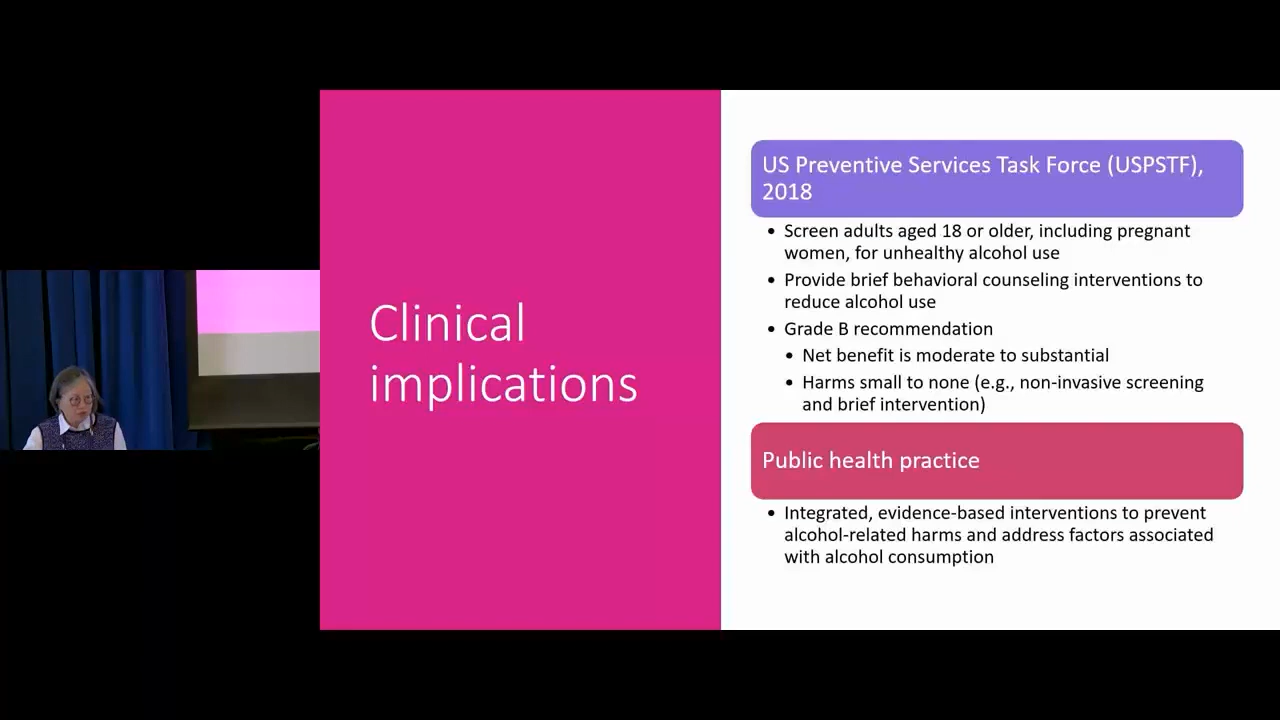 Clinical
implications
US Preventive Services Task Force (USPSTF),
2018
• Screen adults aged 18 or older, including pregnant
women, for unhealthy alcohol use
• Provide brief behavioral counseling interventions to
reduce alcohol use
• Grade B recommendation
• Net benefit is moderate to substantial
• Harms small to none (e.g., non-invasive screening
and brief intervention)
Public health practice
• Integrated, evidence-based interventions to prevent
alcohol-related harms and address factors associated
with alcohol consumption